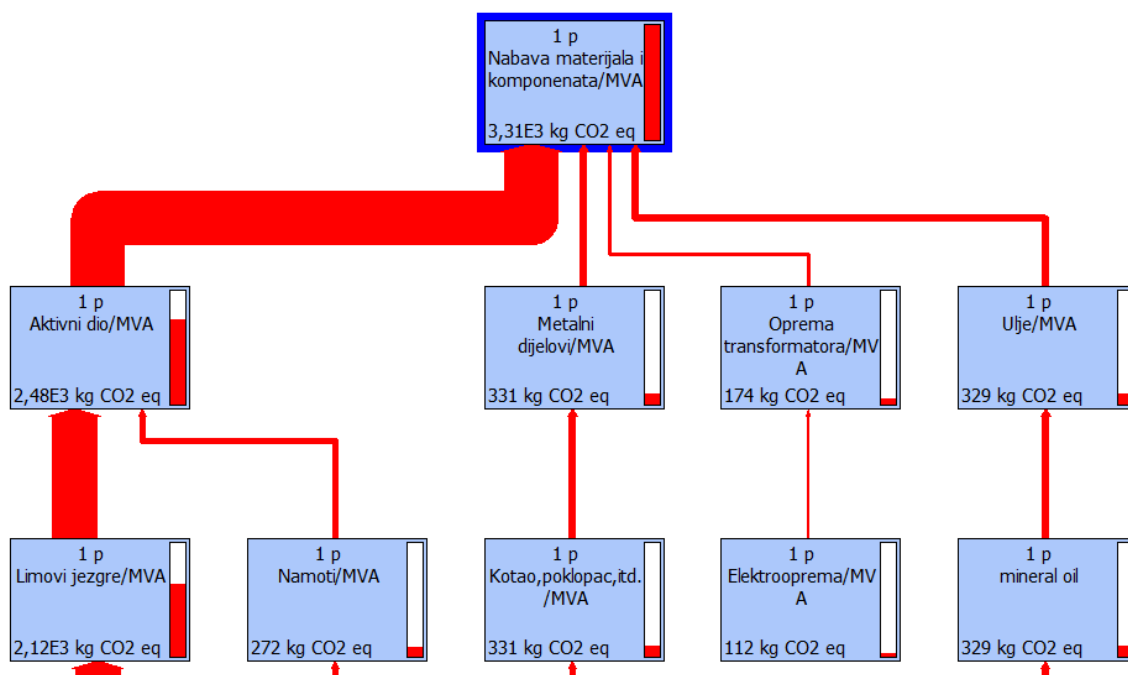 1 p
Nabava materijala i
komponenata/MVA
3,31E3 kg CO2 eq
1 p
Aktivni dio/MVA
2,48E3 kg CO2 eq
1 p
Metalni
dijelovi/MVA
331 kg CO2 eq
1 p
Oprema
transformatora/MV
A
174 kg CO2 eq
1 p
Ulje/MVA
329 kg CO2 eq
1 p
Limovi jezgre/MVA
2,12E3 kg CO2 eq
1 p
Namoti/MVA
272 kg CO2 eq
1 p
Kotao,poklopac,itd.
/MVA
331 kg CO2 eq
1 p
Elektrooprema/MV
A
112 kg CO2 eq
1 p
mineral oil
329 kg CO2 eq